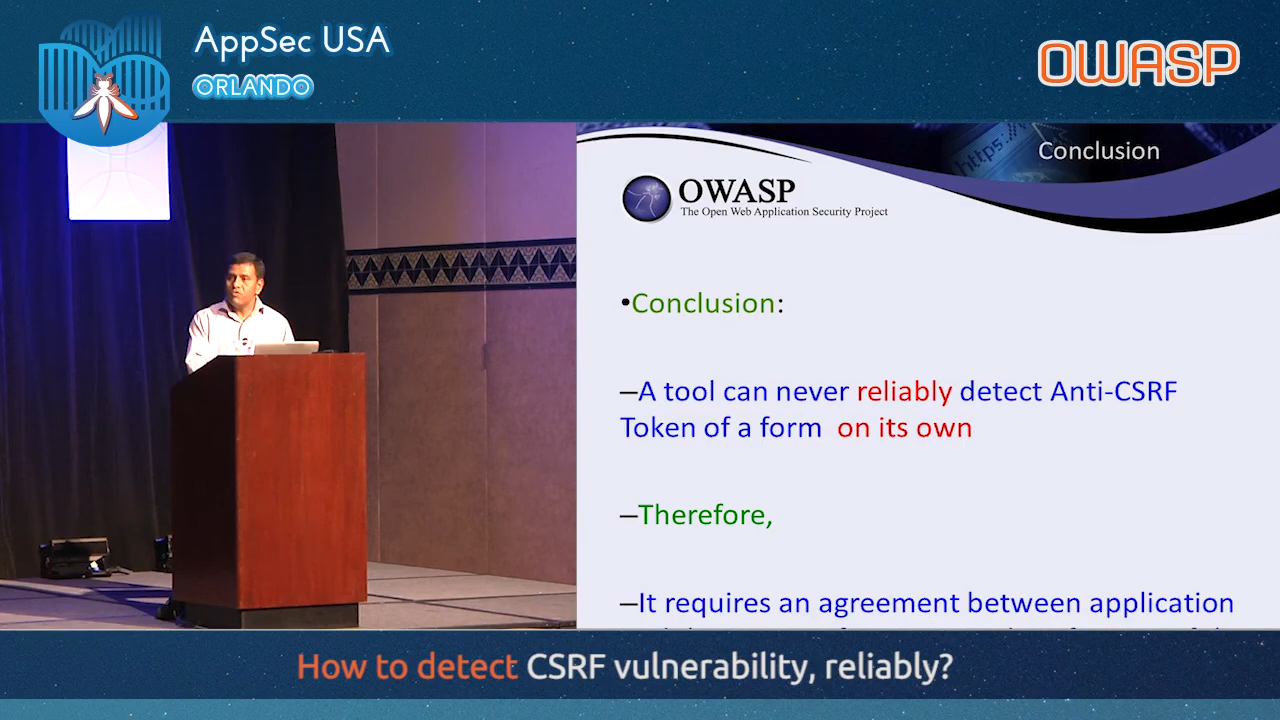 AppSec USA
ORLANDO
OWASP
https://
Conclusion
OWASP
The Open Web Application Security Project
•Conclusion:
–A tool can never reliably detect Anti-CSRF
Token of a form on its own
–Therefore,
–It requires an agreement between application
How to detect CSRF vulnerability, reliably?